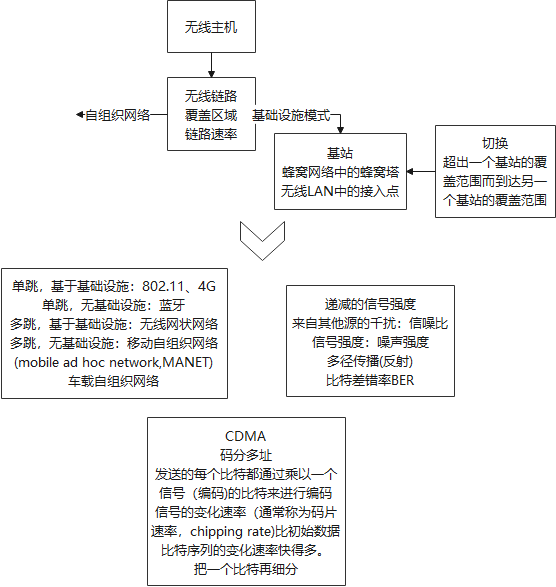 无线主机
无线链路
覆盖区域
链路速率
自组织网络
基础设施模式
基站
蜂窝网络中的蜂窝塔
无线LAN中的接入点
切换
超出一个基站的覆
盖范围而到达另一
个基站的覆盖范围
单跳，基于基础设施：802.11、4G
单跳，无基础设施：蓝牙
多跳，基于基础设施：无线网状网络
多跳，无基础设施：移动自组织网络
(mobile ad hoc network,MANET)
车载自组织网络
递减的信号强度
来自其他源的干扰：信噪比
信号强度：噪声强度
多径传播(反射)
比特差错率BER
CDMA
码分多址
发送的每个比特都通过乘以一个
信号（编码)的比特来进行编码
信号的变化速率（通常称为码片
速率，chipping rate)比初始数据
比特序列的变化速率快得多。
把一个比特再细分